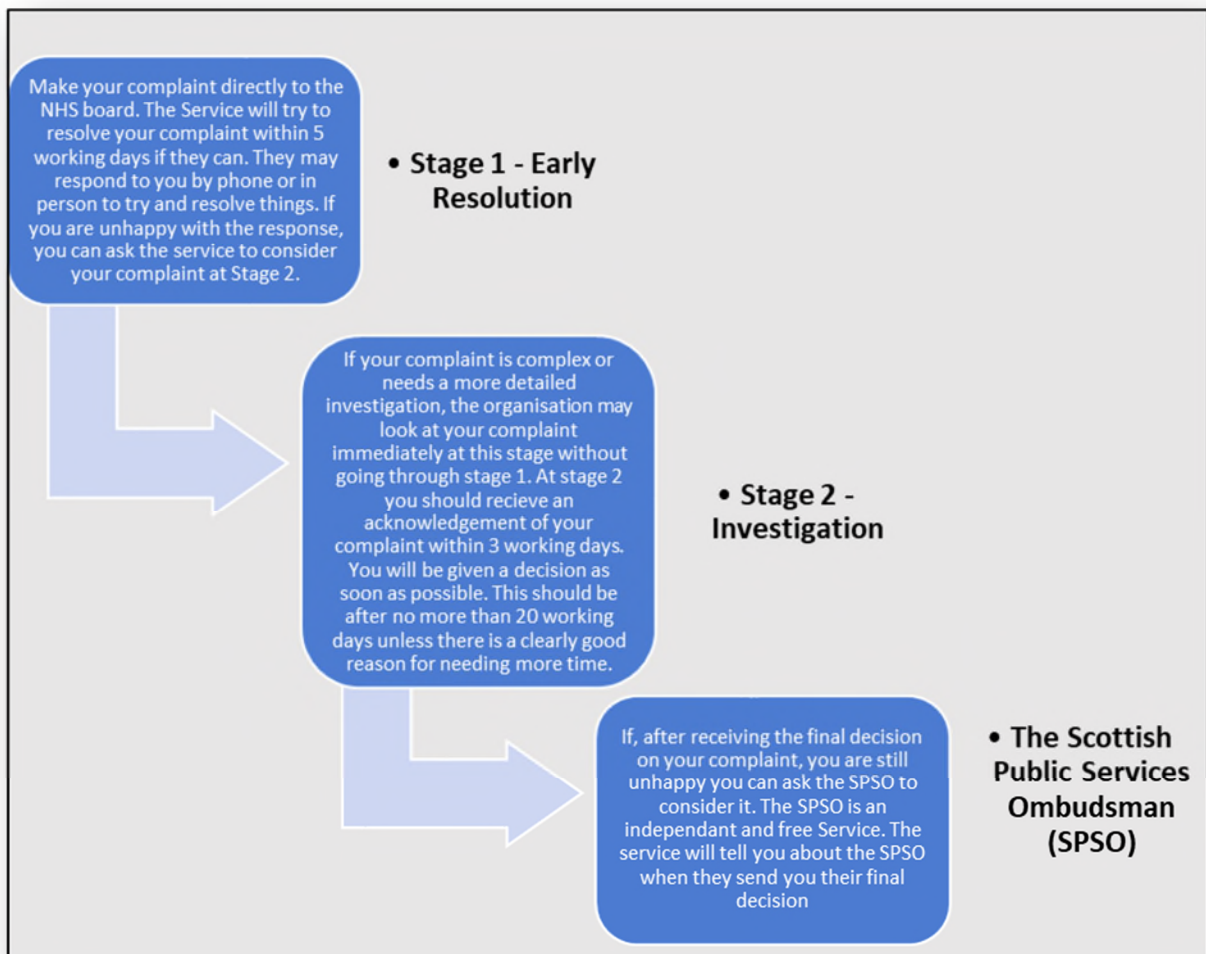 Make your complaint directly to the
NHS board. The Service will try to
resolve your complaint within 5
working days if they can. They may
respond to you by phone or in
person to try and resolve things. If
you are unhappy with the response,
you can ask the service to consider
your complaint at Stage 2.
• Stage 1 - Early
Resolution
If your complaint is complex or
needs a more detailed
investigation, the organisation may
look at your complaint
immediately at this stage without
going through stage 1. At stage 2
you should recieve an
acknowledgement of your
complaint within 3 working days.
You will be given a decision as
soon as possible. This should be
after no more than 20 working
days unless there is a clearly good
reason for needing more time.
• Stage 2 -
Investigation
If, after receiving the final decision
on your complaint, you are still
unhappy you can ask the SPSO to
consider it. The SPSO is an
independant and free Service. The
service will tell you about the SPSO
when they send you their final
decision
• The Scottish
Public Services
Ombudsman
(SPSO)